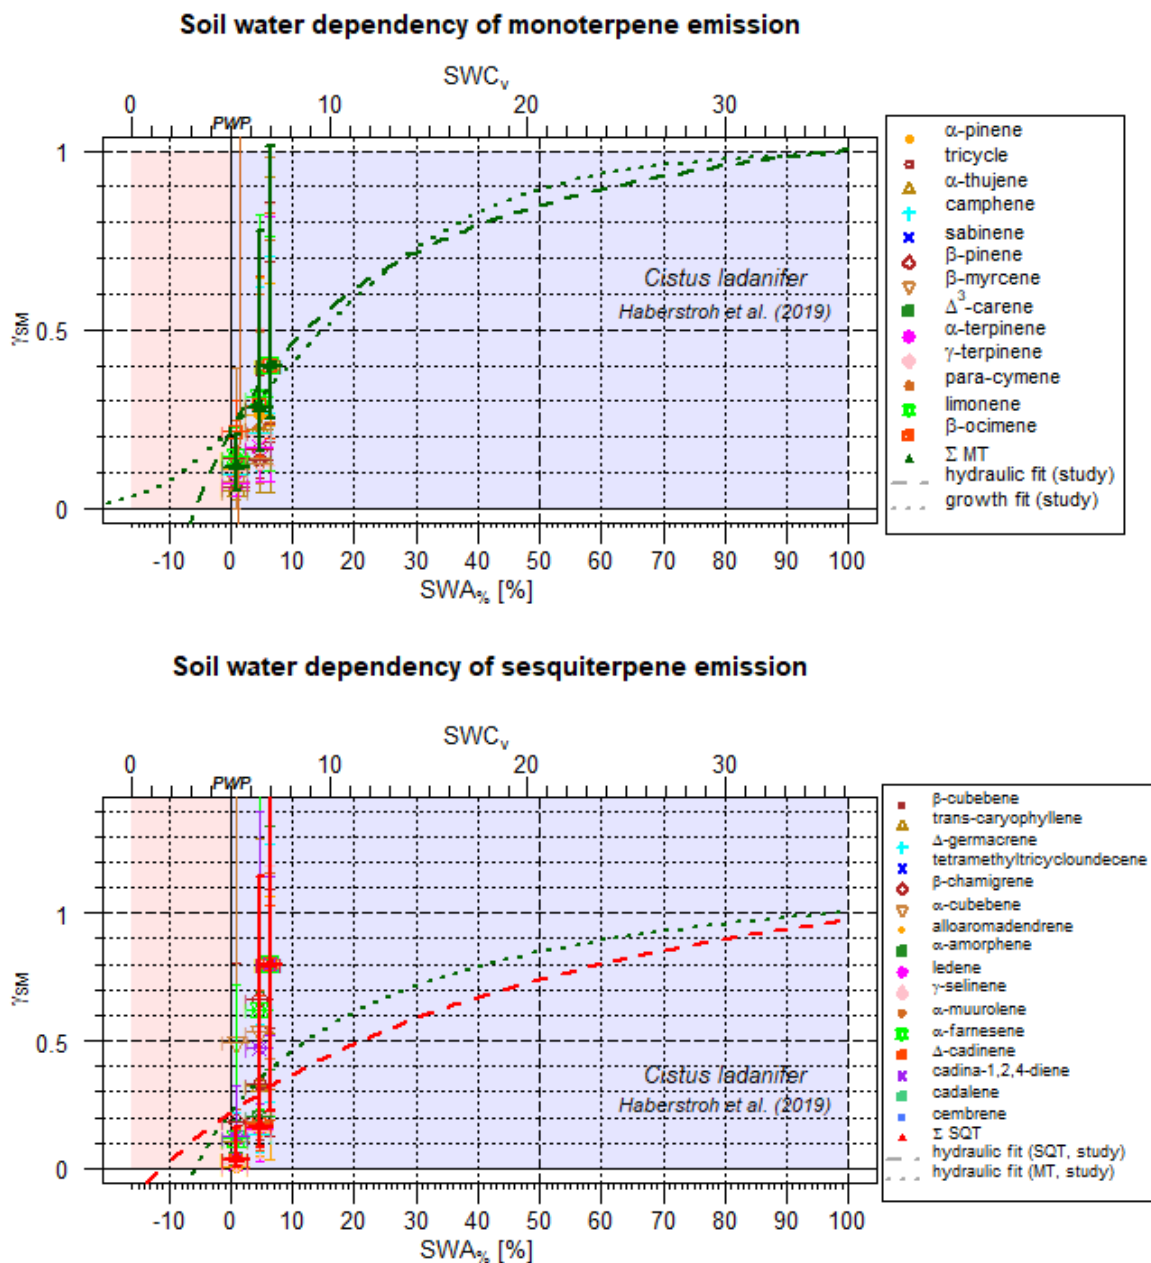 Soil water dependency of monoterpene emission
SWCv
0 10 20 30
PWP
1
0.5
0
γSM
Cistus ladanifer
Haberstroh et al. (2019)
-10 0 10 20 30 40 50 60 70 80 90 100
SWA% [%]
α-pinene
tricycle
α-thujene
camphene
sabinene
β-pinene
β-myrcene
Δ³-carene
α-terpinene
γ-terpinene
para-cymene
limonene
β-ocimene
Σ MT
hydraulic fit (study)
growth fit (study)
Soil water dependency of sesquiterpene emission
SWCv
0 10 20 30
PWP
1
0.5
0
γSM
Cistus ladanifer
Haberstroh et al. (2019)
-10 0 10 20 30 40 50 60 70 80 90 100
SWA% [%]
β-cubebene
trans-caryophyllene
Δ-germacrene
tetramethyltricycloundecene
β-chamigrene
α-cubebene
alloaromadendrene
α-amorphene
ledene
γ-selinene
α-muurolene
α-farnesene
Δ-cadinene
cadina-1,2,4-diene
cadalene
cembrene
Σ SQT
hydraulic fit (SQT, study)
hydraulic fit (MT, study)